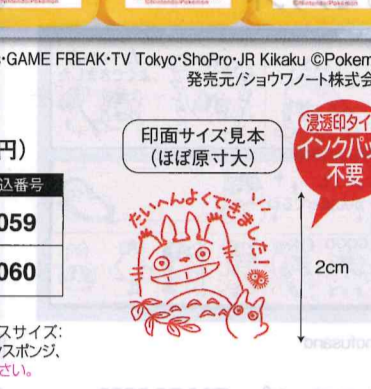 ・GAME FREAK・TV Tokyo・ShoPro・JR Kikaku ©Pokem
発売元/ショウワノート株式会
浸透印タイ
インクパッ
不要
印面サイズ見本
(ほぼ原寸大)
円)
込番号
059
060
たいへんよくできました!
2cm
スサイズ:
クスポンジ、
さい。